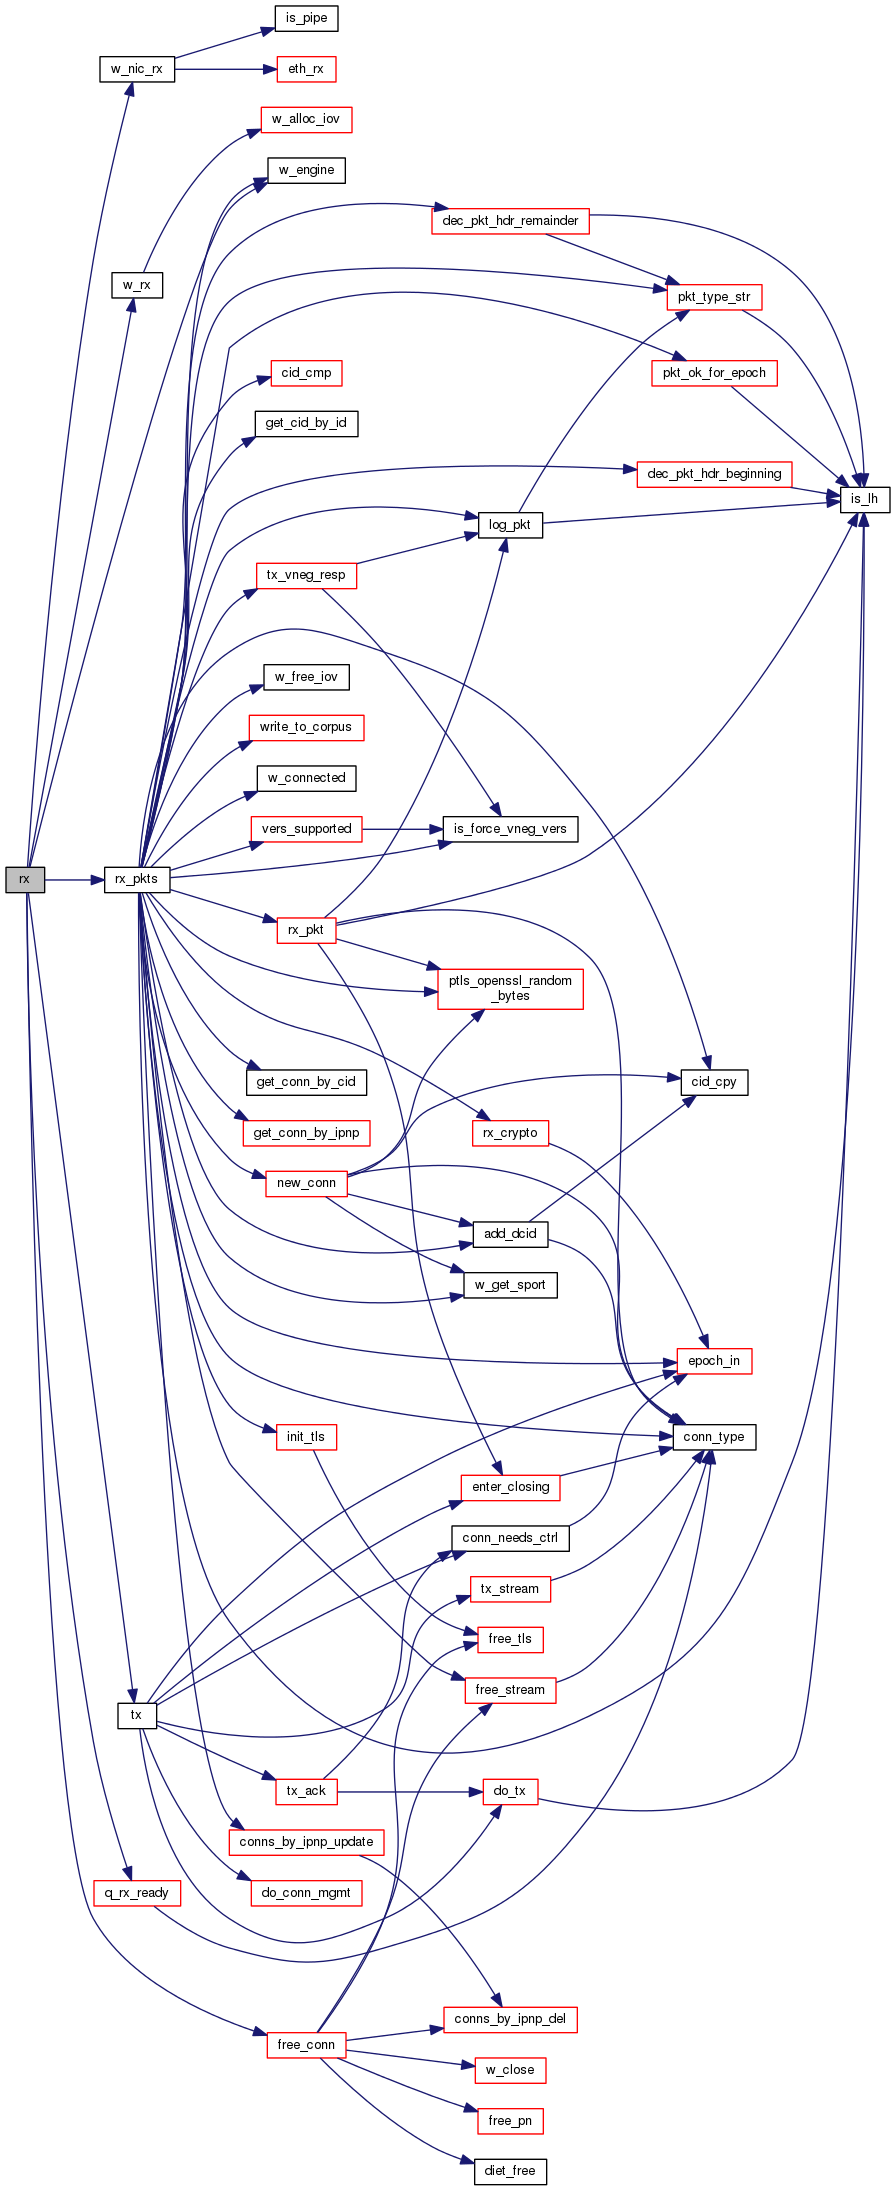 is_pipe
w_nic_rx
eth_rx
w_alloc_iov
w_engine
dec_pkt_hdr_remainder
w_rx
pkt_type_str
cid_cmp
pkt_ok_for_epoch
get_cid_by_id
dec_pkt_hdr_beginning
is_lh
log_pkt
tx_vneg_resp
w_free_iov
write_to_corpus
w_connected
vers_supported
is_force_vneg_vers
rx
rx_pkts
rx_pkt
ptls_openssl_random
_bytes
get_conn_by_cid
cid_cpy
get_conn_by_ipnp
rx_crypto
new_conn
add_dcid
w_get_sport
epoch_in
init_tls
conn_type
enter_closing
conn_needs_ctrl
tx_stream
free_tls
free_stream
tx
tx_ack
do_tx
conns_by_ipnp_update
q_rx_ready
do_conn_mgmt
conns_by_ipnp_del
free_conn
w_close
free_pn
diet_free